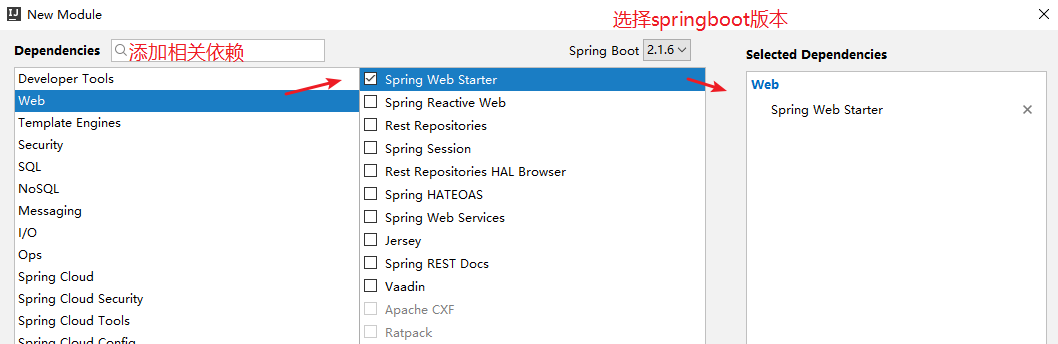 New Module
选择springboot版本
Dependencies
添加相关依赖
Spring Boot 2.1.6
Selected Dependencies
Developer Tools
Web
Template Engines
Security
SQL
NoSQL
Messaging
I/O
Ops
Spring Cloud
Spring Cloud Security
Spring Cloud Tools
Spring Cloud Config
Spring Web Starter
Spring Reactive Web
Rest Repositories
Spring Session
Rest Repositories HAL Browser
Spring HATEOAS
Spring Web Services
Jersey
Spring REST Docs
Vaadin
Apache CXF
Ratpack
Web
Spring Web Starter